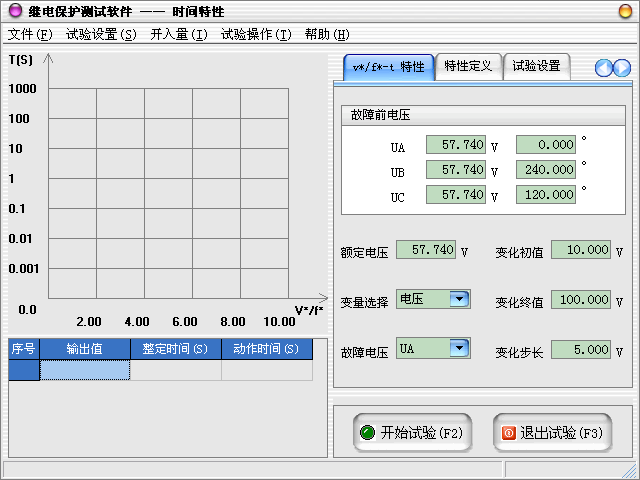 继电保护测试软件 —— 时间特性
文件(F) 试验设置(S) 开入量(I) 试验操作(T) 帮助(H)
T(S)
1000
100
10
1
0.1
0.01
0.001
0.0
2.00 4.00 6.00 8.00 10.00
V*/f*
序号 输出值 整定时间(S) 动作时间(S)
v*/f*-t 特性 特性定义 试验设置
故障前电压
UA 57.740 V 0.000 °
UB 57.740 V 240.000 °
UC 57.740 V 120.000 °
额定电压 57.740 V 变化初值 10.000 V
变量选择 电压 变化终值 100.000 V
故障电压 UA 变化步长 5.000 V
开始试验(F2) 退出试验(F3)